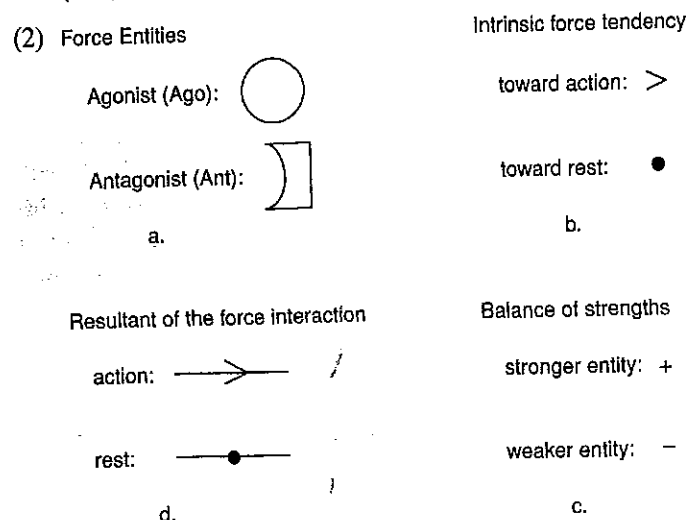 (2) Force Entities
Agonist (Ago):
Antagonist (Ant):
a.
Intrinsic force tendency
toward action: >
toward rest: ●
b.
Resultant of the force interaction
action:
rest:
d.
Balance of strengths
stronger entity: +
weaker entity: −
c.